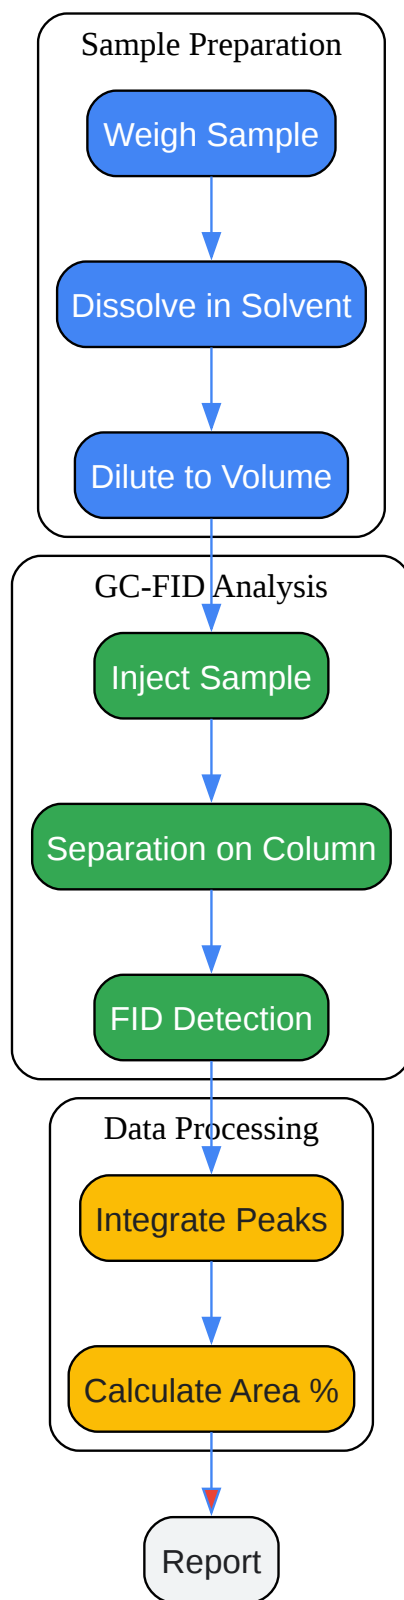 Sample Preparation
Weigh Sample
Dissolve in Solvent
Dilute to Volume
GC-FID Analysis
Inject Sample
Separation on Column
FID Detection
Data Processing
Integrate Peaks
Calculate Area %
Report